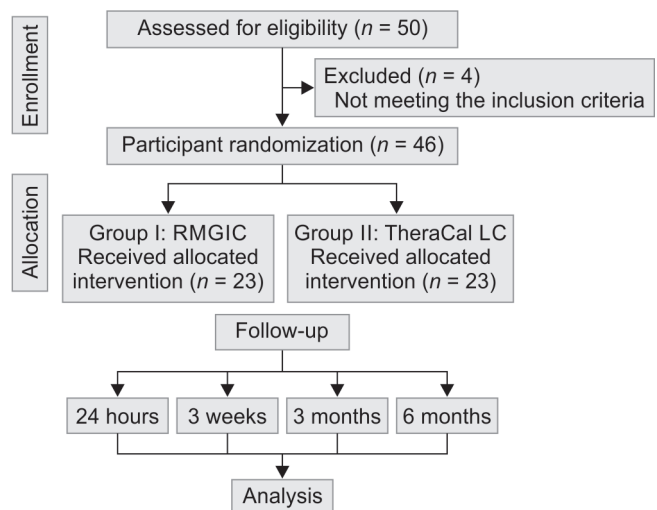 Enrollment
Assessed for eligibility (n = 50)
Excluded (n = 4)
Not meeting the inclusion criteria
Participant randomization (n = 46)
Allocation
Group I: RMGIC
Received allocated
intervention (n = 23)
Group II: TheraCal LC
Received allocated
intervention (n = 23)
Follow-up
24 hours
3 weeks
3 months
6 months
Analysis